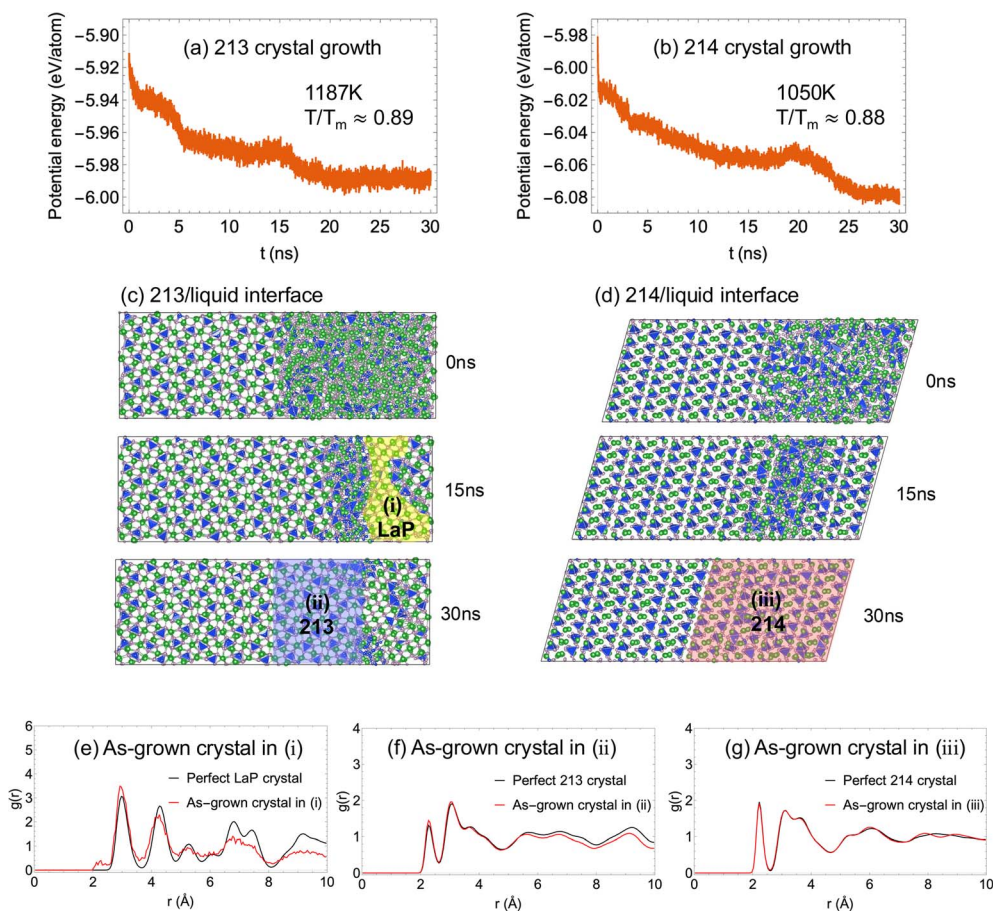 (a) 213 crystal growth
1187K
T/Tm ≈ 0.89
Potential energy (eV/atom)
−5.90
−5.92
−5.94
−5.96
−5.98
−6.00
0 5 10 15 20 25 30
t (ns)
(b) 214 crystal growth
1050K
T/Tm ≈ 0.88
Potential energy (eV/atom)
−5.98
−6.00
−6.02
−6.04
−6.06
−6.08
0 5 10 15 20 25 30
t (ns)
(c) 213/liquid interface
0ns
15ns
(i)
LaP
30ns
(ii)
213
(d) 214/liquid interface
0ns
15ns
30ns
(iii)
214
(e) As-grown crystal in (i)
Perfect LaP crystal
As−grown crystal in (i)
g(r)
6
5
4
3
2
1
0
0 2 4 6 8 10
r (Å)
(f) As-grown crystal in (ii)
Perfect 213 crystal
As−grown crystal in (ii)
g(r)
4
3
2
1
0
0 2 4 6 8 10
r (Å)
(g) As-grown crystal in (iii)
Perfect 214 crystal
As−grown crystal in (iii)
g(r)
4
3
2
1
0
0 2 4 6 8 10
r (Å)